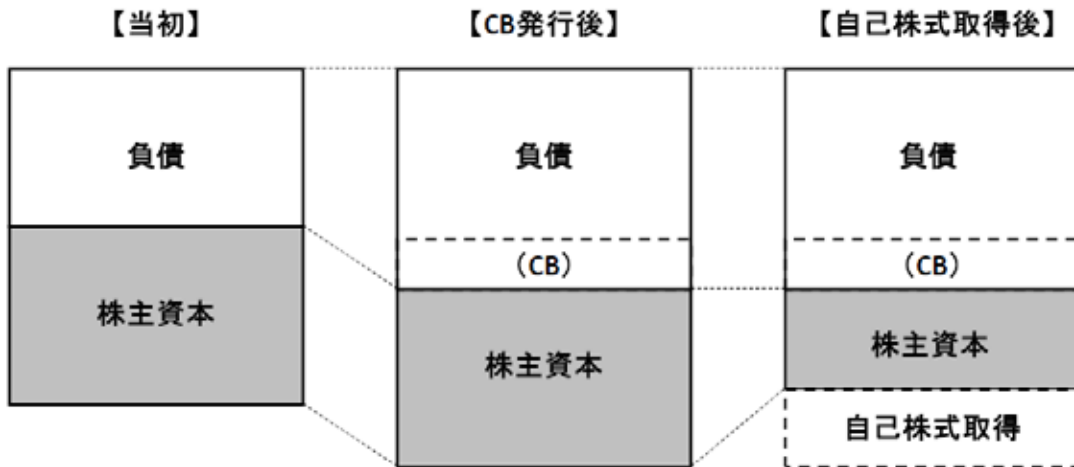 【当初】
【CB発行後】
【自己株式取得後】
負債
負債
負債
（CB）
（CB）
株主資本
株主資本
株主資本
自己株式取得